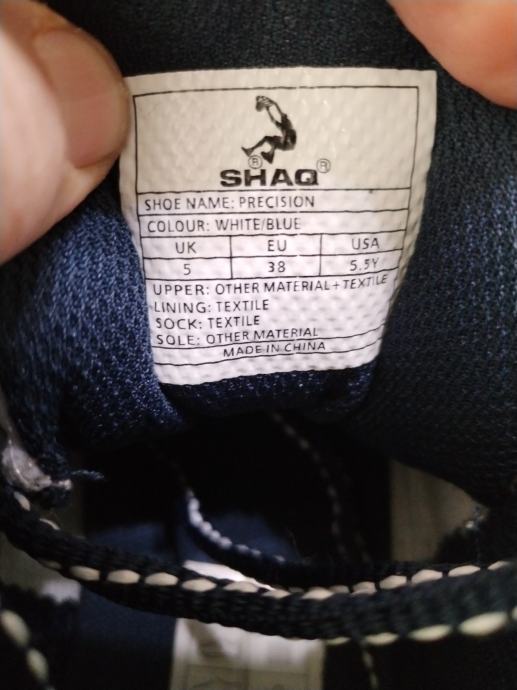 SHAQ®
SHOE NAME: PRECISION
COLOUR: WHITE/BLUE
UK EU USA
5 38 5.5Y
UPPER: OTHER MATERIAL+TEXTILE
LINING: TEXTILE
SOCK: TEXTILE
SOLE: OTHER MATERIAL
MADE IN CHINA